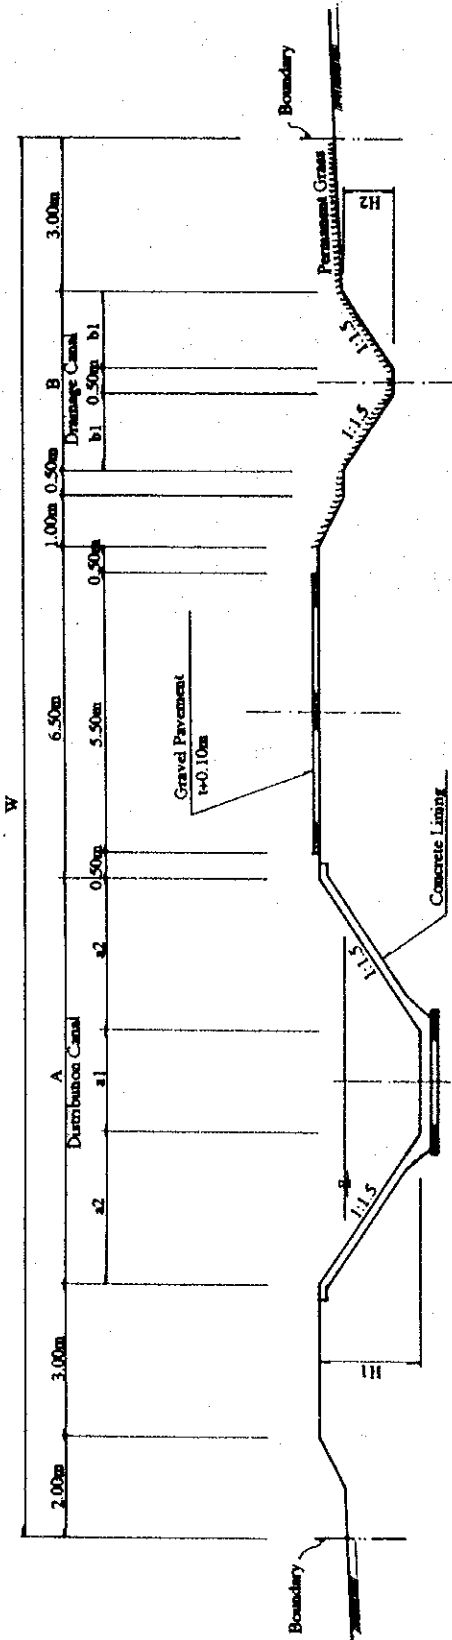 W
2.00m 3.00m A 6.50m 1.00m 0.50m B 3.00m
Distribution Canal Drainage Canal
a2 a1 a2 0.50m 5.50m 0.50m b1 0.50m b1
Gravel Pavement
t=0.10m
Boundary
Boundary
Permanent Grass
1:1.5
1:1.5
1:1.5
1:1.5
H1
H2
Concrete Lining